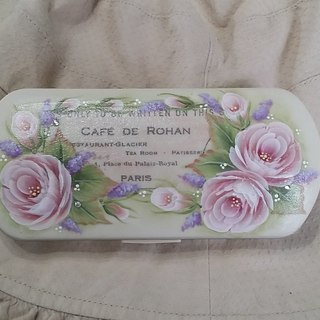 ONLY TO BE WRITTEN ON THIS
CAFÉ DE ROHAN
RESTAURANT-GLACIER
TEA ROOM - PATISSERIE
1, Place du Palais-Royal
PARIS